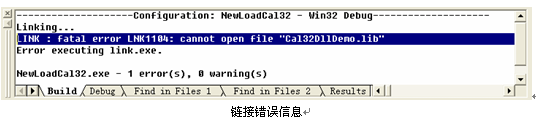 --------------------Configuration: NewLoadCal32 - Win32 Debug--------------------
Linking...
LINK : fatal error LNK1104: cannot open file "Cal32DllDemo.lib"
Error executing link.exe.
NewLoadCal32.exe - 1 error(s), 0 warning(s)
Build Debug Find in Files 1 Find in Files 2 Results
链接错误信息